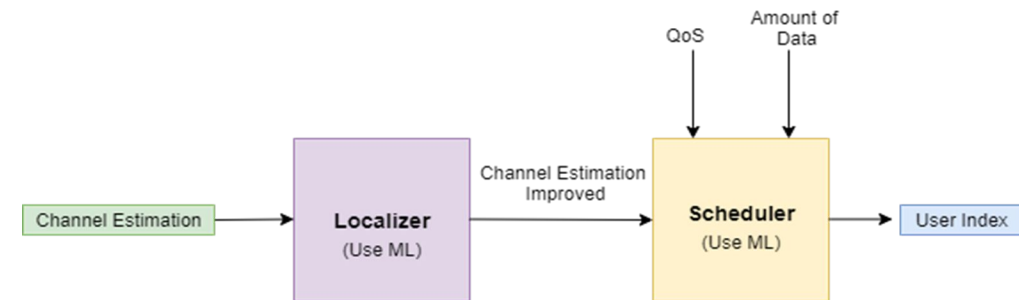 Amount of
Data
QoS
Channel Estimation
Localizer
(Use ML)
Channel Estimation
Improved
Scheduler
(Use ML)
User Index